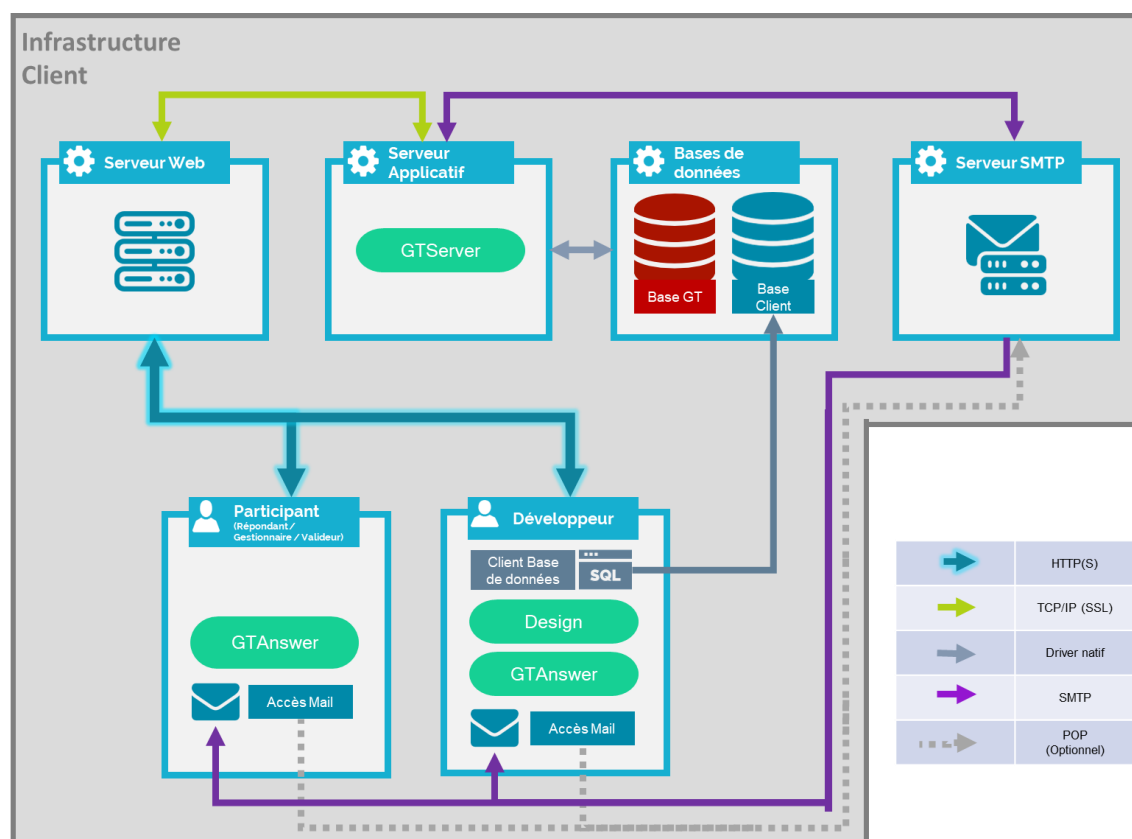 Infrastructure
Client
Serveur Web
Serveur
Applicatif
Bases de
données
Serveur SMTP
GTServer
Base GT
Base
Client
Participant
(Répondant /
Gestionnaire / Valideur)
Développeur
Client Base
de données
SQL
Design
GTAnswer
GTAnswer
Accès Mail
Accès Mail
HTTP(S)
TCP/IP (SSL)
Driver natif
SMTP
POP
(Optionnel)